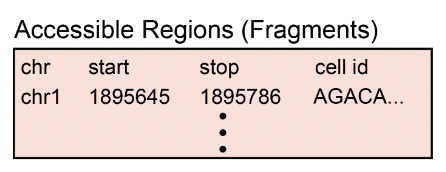 Accessible Regions (Fragments)
chr start stop cell id
chr1 1895645 1895786 AGACA...